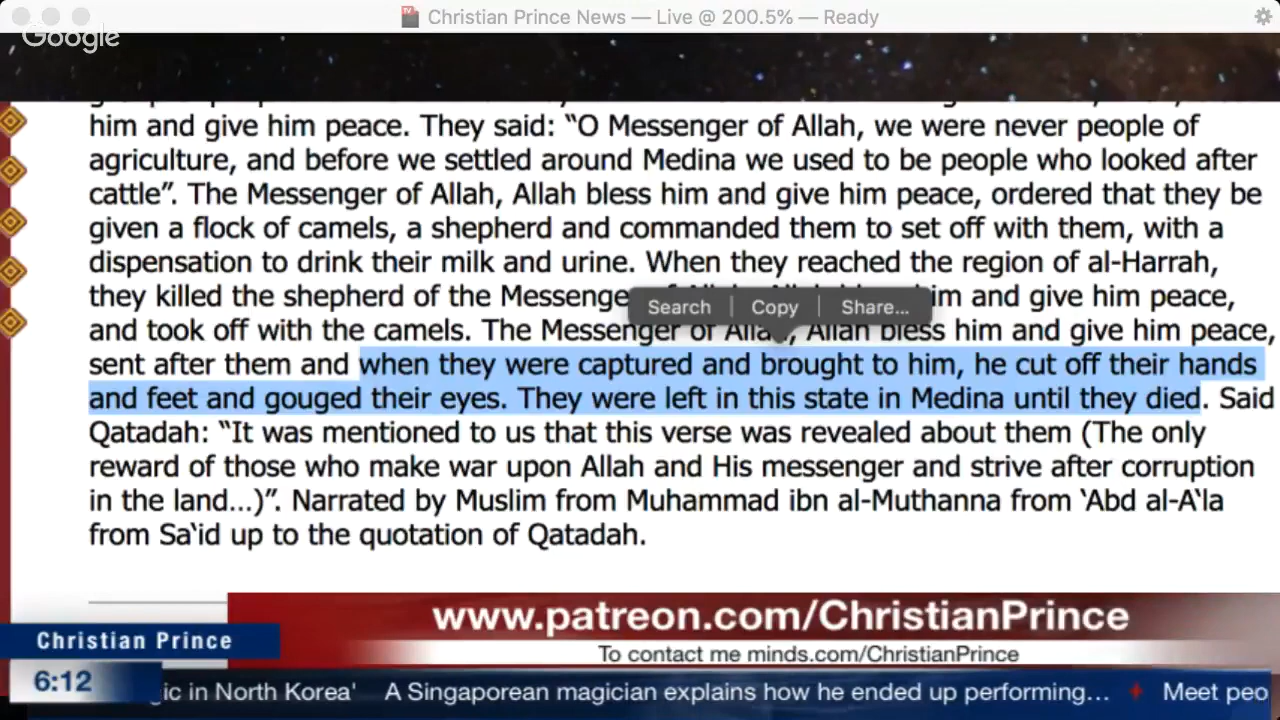 Christian Prince News — Live @ 200.5% — Ready
Google
him and give him peace. They said: “O Messenger of Allah, we were never people of
agriculture, and before we settled around Medina we used to be people who looked after
cattle”. The Messenger of Allah, Allah bless him and give him peace, ordered that they be
given a flock of camels, a shepherd and commanded them to set off with them, with a
dispensation to drink their milk and urine. When they reached the region of al-Harrah,
they killed the shepherd of the Messenge im and give him peace,
Search Copy Share...
and took off with the camels. The Messenger of Allah, Allah bless him and give him peace,
sent after them and when they were captured and brought to him, he cut off their hands
and feet and gouged their eyes. They were left in this state in Medina until they died. Said
Qatadah: “It was mentioned to us that this verse was revealed about them (The only
reward of those who make war upon Allah and His messenger and strive after corruption
in the land...)”. Narrated by Muslim from Muhammad ibn al-Muthanna from ‘Abd al-A‘la
from Sa‘id up to the quotation of Qatadah.
www.patreon.com/ChristianPrince
Christian Prince
To contact me minds.com/ChristianPrince
6:12
ic in North Korea' A Singaporean magician explains how he ended up performing... Meet peo